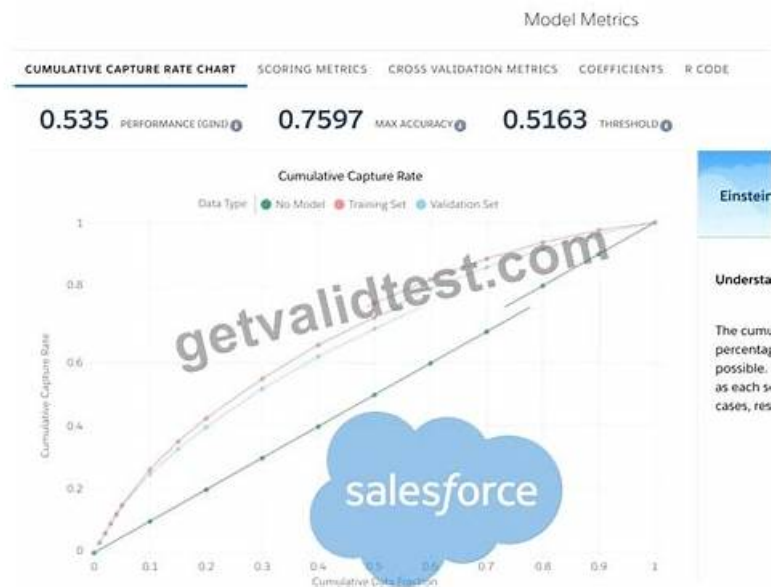 Model Metrics
CUMULATIVE CAPTURE RATE CHART SCORING METRICS CROSS VALIDATION METRICS COEFFICIENTS R CODE
0.535 PERFORMANCE (GINI) 0.7597 MAX ACCURACY 0.5163 THRESHOLD
Cumulative Capture Rate
Data Type No Model Training Set Validation Set
Einstein
Understa
The cumu
percentag
possible.
as each s
cases, res
Cumulative Capture Rate
1
0.8
0.6
0.4
0.2
0
0 0.1 0.2 0.3 0.4 0.5 0.6 0.7 0.8 0.9 1
Cumulative Data Fraction
getvalidtest.com
salesforce